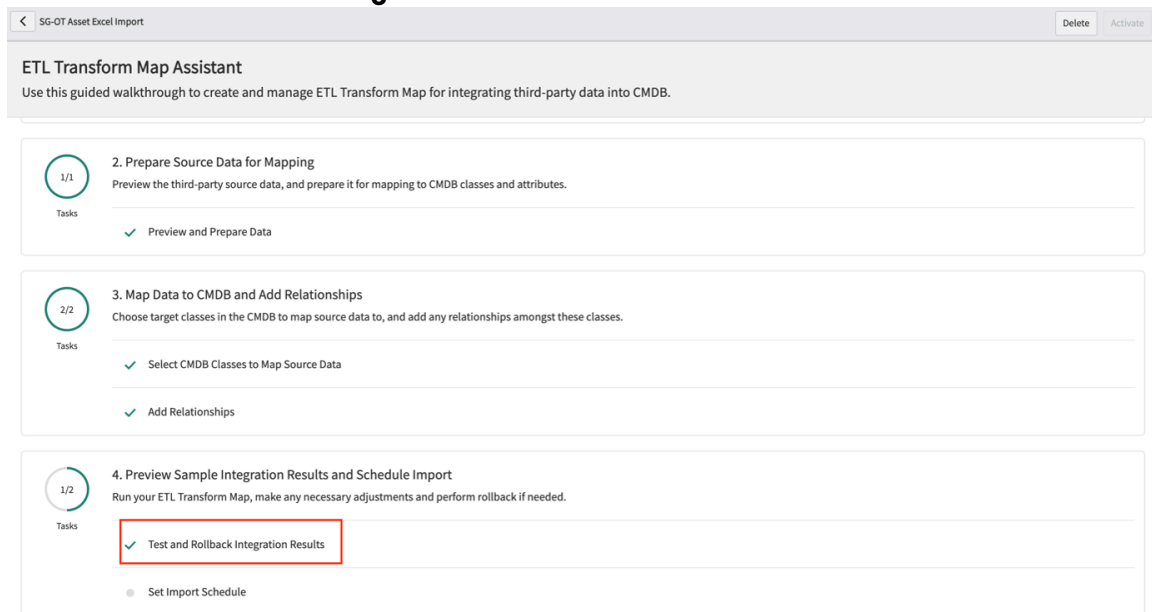 SG-OT Asset Excel Import
Delete
Activate
ETL Transform Map Assistant
Use this guided walkthrough to create and manage ETL Transform Map for integrating third-party data into CMDB.
2. Prepare Source Data for Mapping
1/1
Preview the third-party source data, and prepare it for mapping to CMDB classes and attributes.
Tasks
Preview and Prepare Data
3. Map Data to CMDB and Add Relationships
2/2
Choose target classes in the CMDB to map source data to, and add any relationships amongst these classes.
Tasks
Select CMDB Classes to Map Source Data
Add Relationships
4. Preview Sample Integration Results and Schedule Import
1/2
Run your ETL Transform Map, make any necessary adjustments and perform rollback if needed.
Tasks
Test and Rollback Integration Results
Set Import Schedule